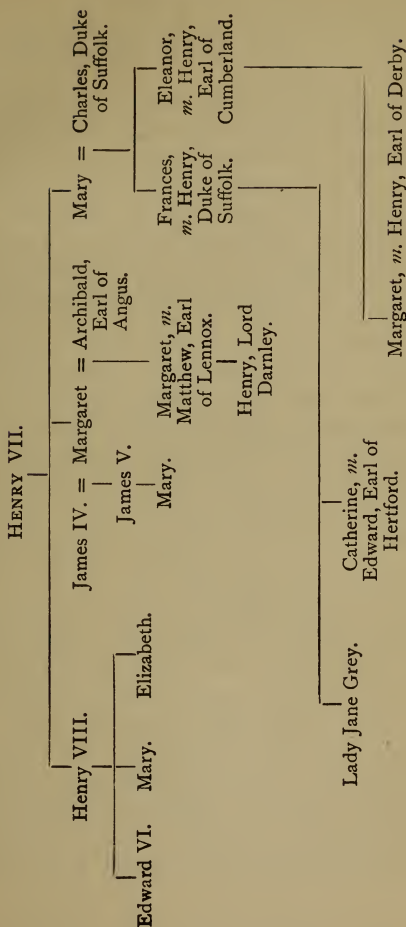 HENRY VII.
Henry VIII.
James IV. = Margaret = Archibald,
Earl of
Angus.
Mary = Charles, Duke
of Suffolk.
Edward VI. Mary. Elizabeth.
James V.
Mary.
Margaret, m.
Matthew, Earl
of Lennox.
Henry, Lord
Darnley.
Frances,
m. Henry,
Duke of
Suffolk.
Eleanor,
m. Henry,
Earl of
Cumberland.
Lady Jane Grey.
Catherine, m.
Edward, Earl of
Hertford.
Margaret, m. Henry, Earl of Derby.